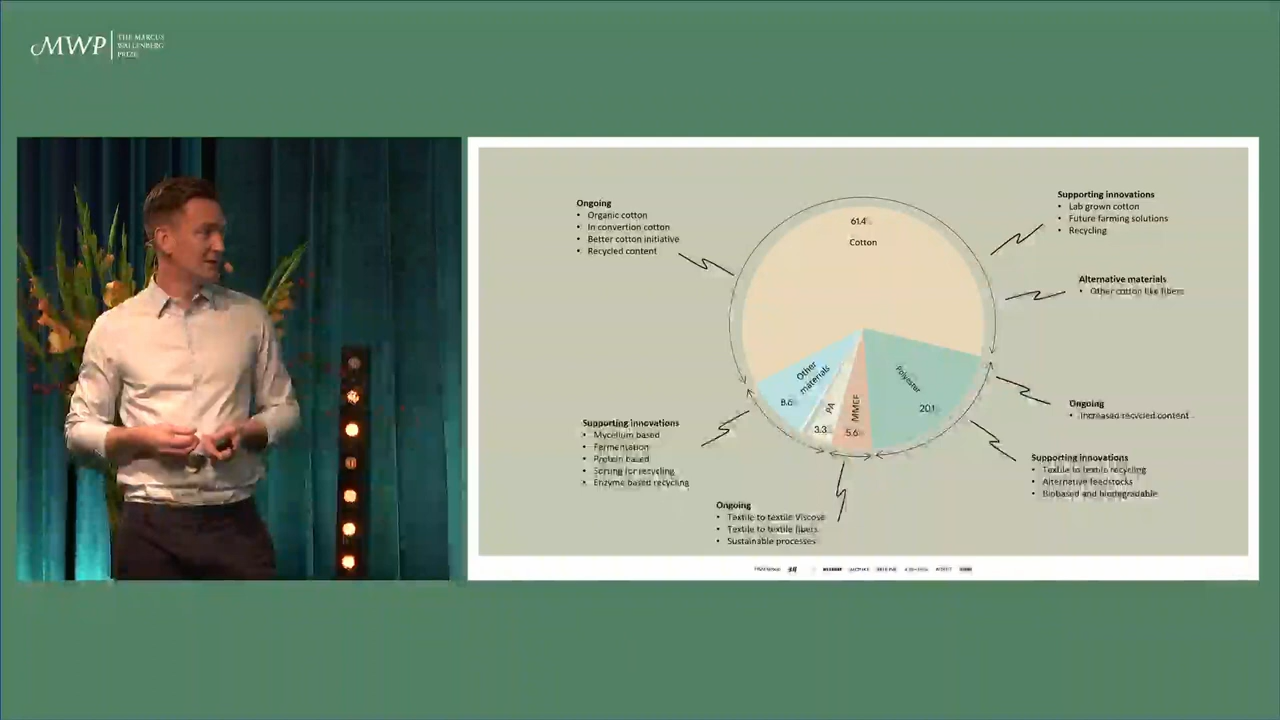 MWP
THE MARCUS
WALLENBERG
PRIZE
Ongoing
• Organic cotton
• In convertion cotton
• Better cotton initiative
• Recycled content
61.4%
Cotton
Supporting innovations
• Lab grown cotton
• Future farming solutions
• Recycling
Alternative materials
• Other cotton like fibers
Other
materials
8.6%
PA
3.3%
MMCF
5.6%
Polyester
20.1
Ongoing
• Increased recycled content
Supporting innovations
• Mycelium based
• Fermentation
• Protein based
• Sorting for recycling
• Enzyme based recycling
Supporting innovations
• Textile to textile recycling
• Alternative feedstocks
• Biobased and biodegradable
Ongoing
• Textile to textile Viscose
• Textile to textile fibers
• Sustainable processes